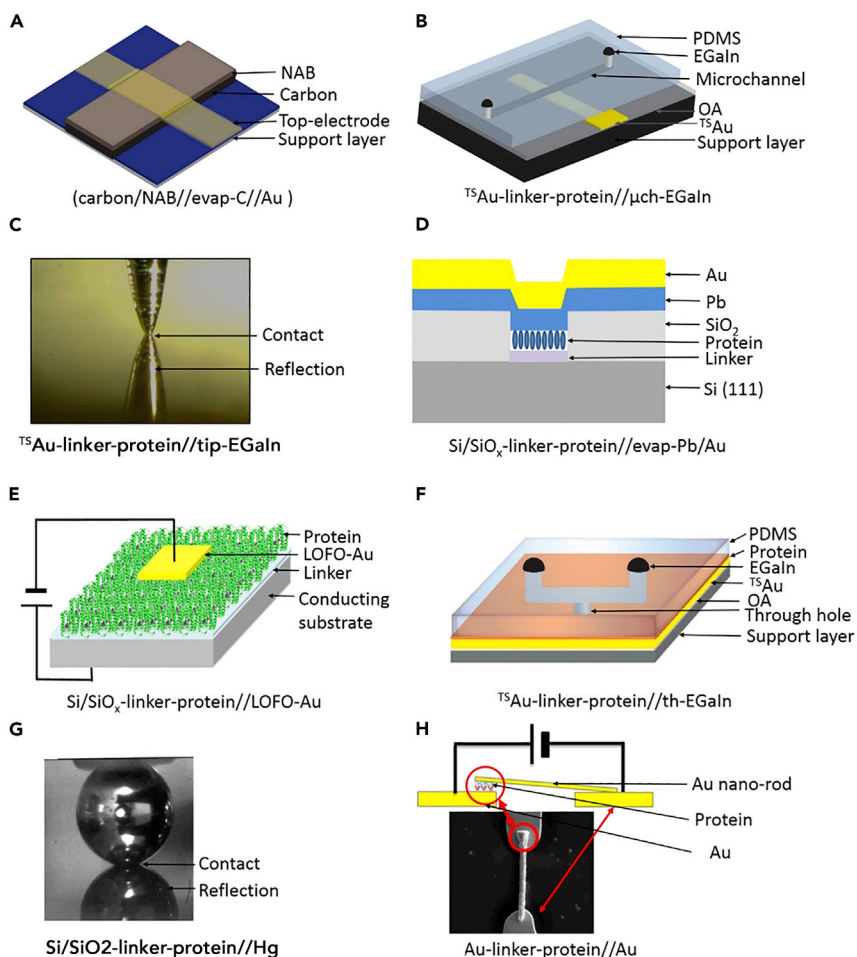 A
NAB
Carbon
Top-electrode
Support layer
(carbon/NAB//evap-C//Au )
B
PDMS
EGaIn
Microchannel
OA
ᵀˢAu
Support layer
ᵀˢAu-linker-protein//μch-EGaIn
C
Contact
Reflection
ᵀˢAu-linker-protein//tip-EGaIn
D
Au
Pb
SiO₂
Protein
Linker
Si (111)
Si/SiOₓ-linker-protein//evap-Pb/Au
E
Protein
LOFO-Au
Linker
Conducting
substrate
Si/SiOₓ-linker-protein//LOFO-Au
F
PDMS
Protein
EGaIn
ᵀˢAu
OA
Through hole
Support layer
ᵀˢAu-linker-protein//th-EGaIn
G
Contact
Reflection
Si/SiO2-linker-protein//Hg
H
Au nano-rod
Protein
Au
Au-linker-protein//Au